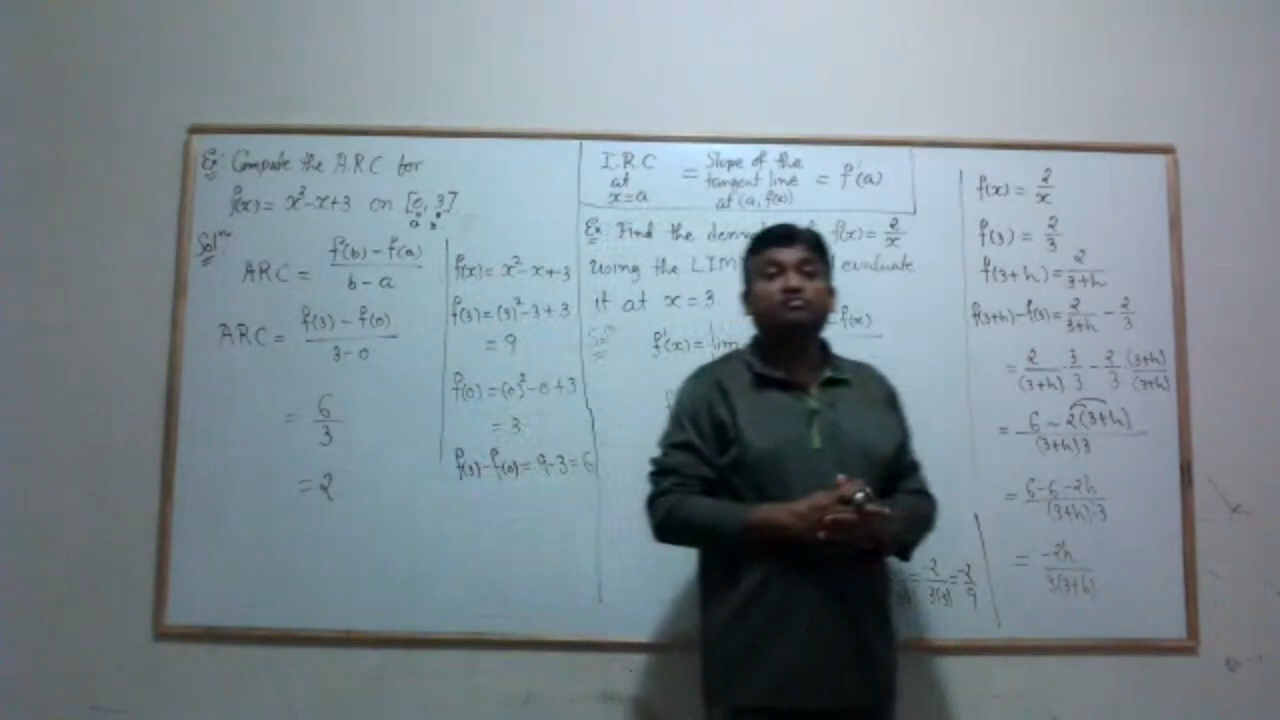 Ex: Compute the ARC for
f(x) = x²-x+3 on [0, 3]
a b
Solⁿ
ARC = f(b) - f(a) / b - a
ARC = f(3) - f(0) / 3 - 0
= 6/3
= 2
f(x) = x²-x+3
f(3) = (3)²-3+3
= 9
f(0) = (0)²-0+3
= 3
f(3)-f(0) = 9-3 = 6
I.R.C at x=a = Slope of the tangent line at (a, f(a)) = f'(a)
Ex: Find the f(x) = 2/x
using the evaluate
it at x = 3
Solⁿ
f'(x) = lim - f(x)
= -2/3(3) = -2/9
f(x) = 2/x
f(3) = 2/3
f(3+h) = 2/3+h
f(3+h)-f(3) = 2/3+h - 2/3
= 2/(3+h) · 3/3 - 2/3 · (3+h)/(3+h)
= 6 - 2(3+h) / (3+h)3
= 6-6-2h / (3+h)·3
= -2h / 3(3+h)